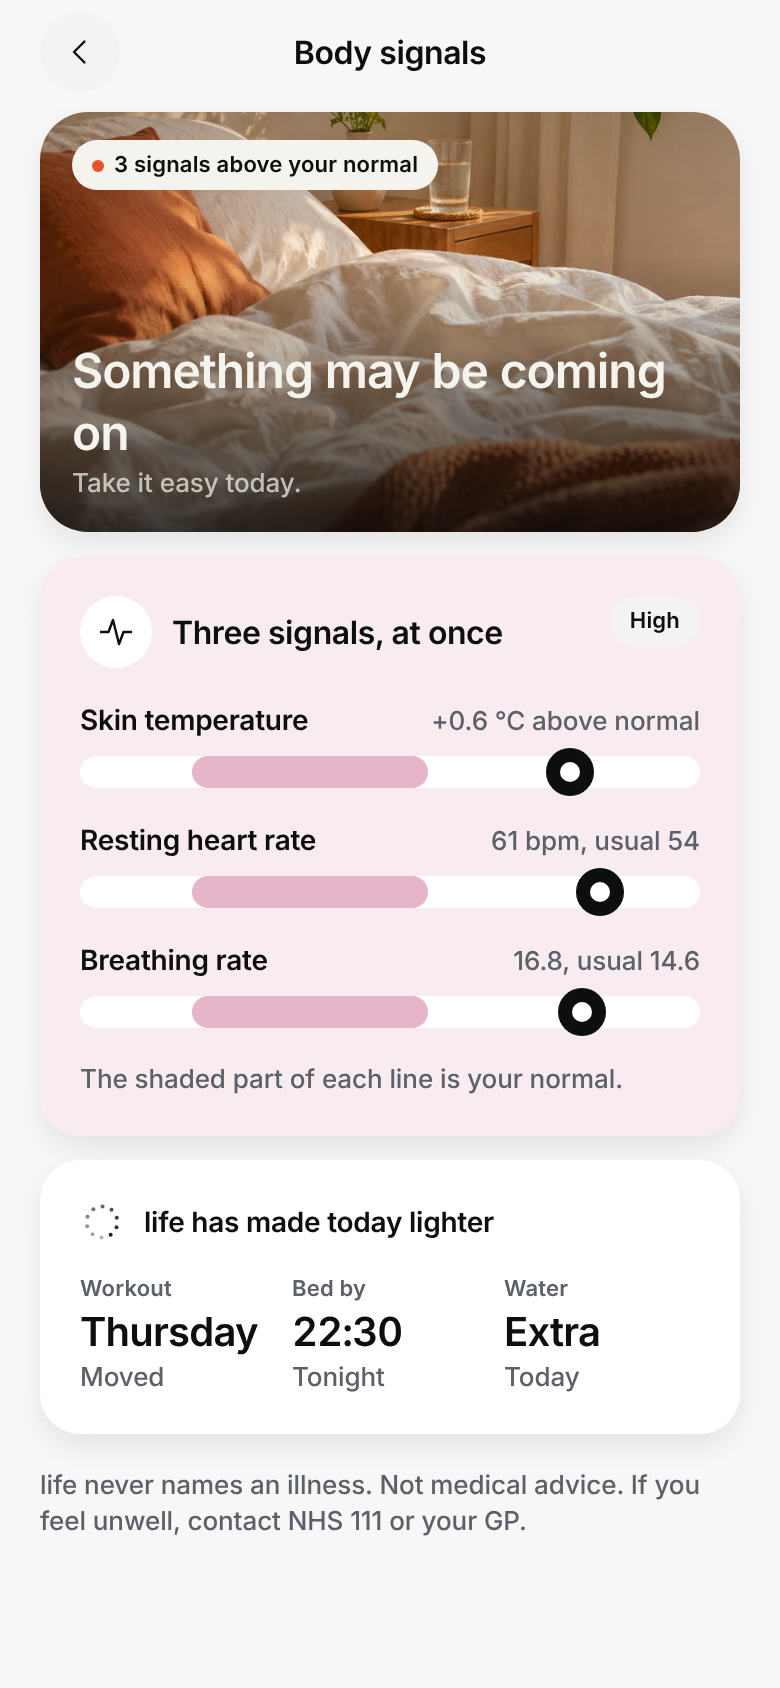 Body signals
3 signals above your normal
Something may be coming
on
Take it easy today.
Three signals, at once
High
Skin temperature
+0.6 °C above normal
Resting heart rate
61 bpm, usual 54
Breathing rate
16.8, usual 14.6
The shaded part of each line is your normal.
life has made today lighter
Workout
Bed by
Water
Thursday
22:30
Extra
Moved
Tonight
Today
life never names an illness. Not medical advice. If you
feel unwell, contact NHS 111 or your GP.